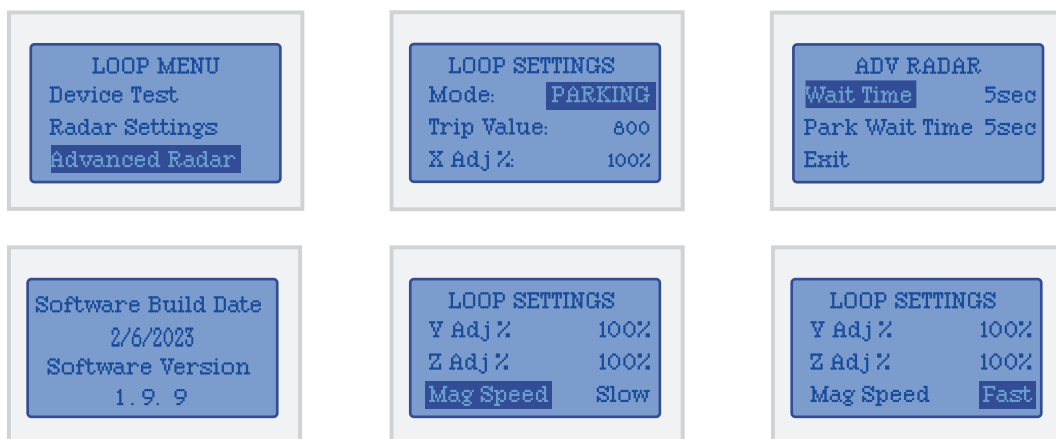 LOOP MENU
Device Test
Radar Settings
Advanced Radar
LOOP SETTINGS
Mode: PARKING
Trip Value: 800
X Adj %: 100%
ADV RADAR
Wait Time 5sec
Park Wait Time 5sec
Exit
Software Build Date
2/6/2023
Software Version
1.9. 9
LOOP SETTINGS
Y Adj % 100%
Z Adj % 100%
Mag Speed Slow
LOOP SETTINGS
Y Adj % 100%
Z Adj % 100%
Mag Speed Fast